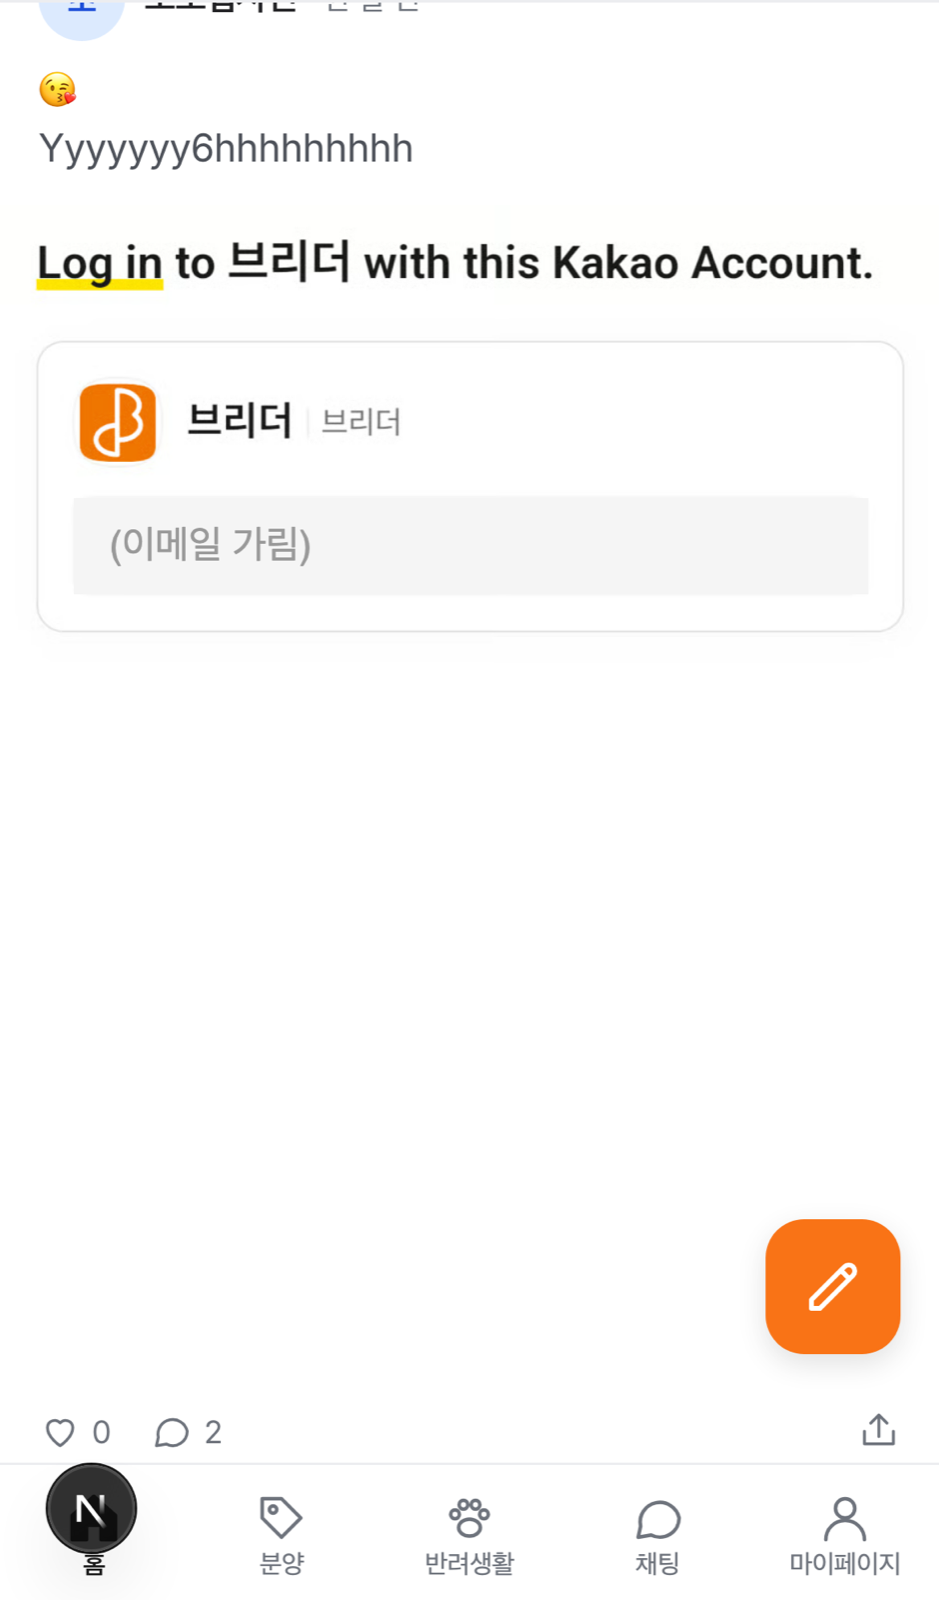 Yyyyyyy6hhhhhhhhhh
Log in to 브리더 with this Kakao Account.
브리더 | 브리더
(이메일 가림)
0 2
N
홈 분양 반려생활 채팅 마이페이지